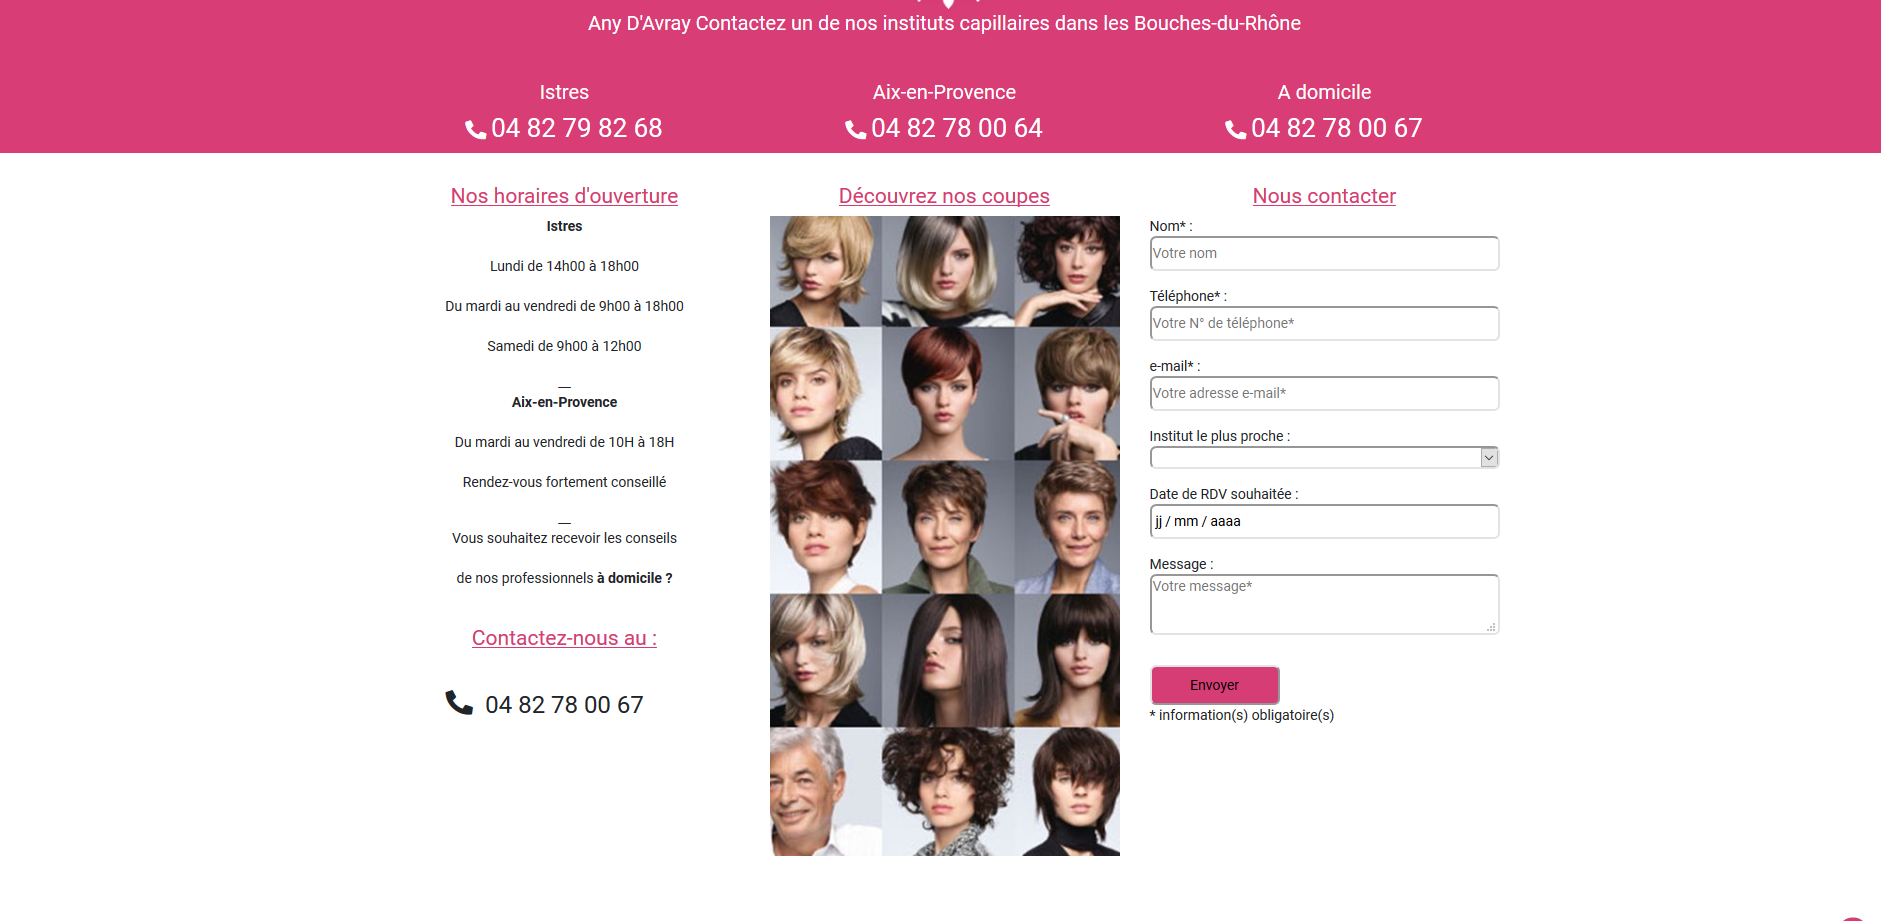 Any D'Avray Contactez un de nos instituts capillaires dans les Bouches-du-Rhône
Istres
04 82 79 82 68
Aix-en-Provence
04 82 78 00 64
A domicile
04 82 78 00 67
Nos horaires d'ouverture
Istres
Lundi de 14h00 à 18h00
Du mardi au vendredi de 9h00 à 18h00
Samedi de 9h00 à 12h00
__
Aix-en-Provence
Du mardi au vendredi de 10H à 18H
Rendez-vous fortement conseillé
__
Vous souhaitez recevoir les conseils
de nos professionnels à domicile ?
Contactez-nous au :
04 82 78 00 67
Découvrez nos coupes
Nous contacter
Nom* :
Votre nom
Téléphone* :
Votre N° de téléphone*
e-mail* :
Votre adresse e-mail*
Institut le plus proche :
Date de RDV souhaitée :
jj / mm / aaaa
Message :
Votre message*
Envoyer
* information(s) obligatoire(s)